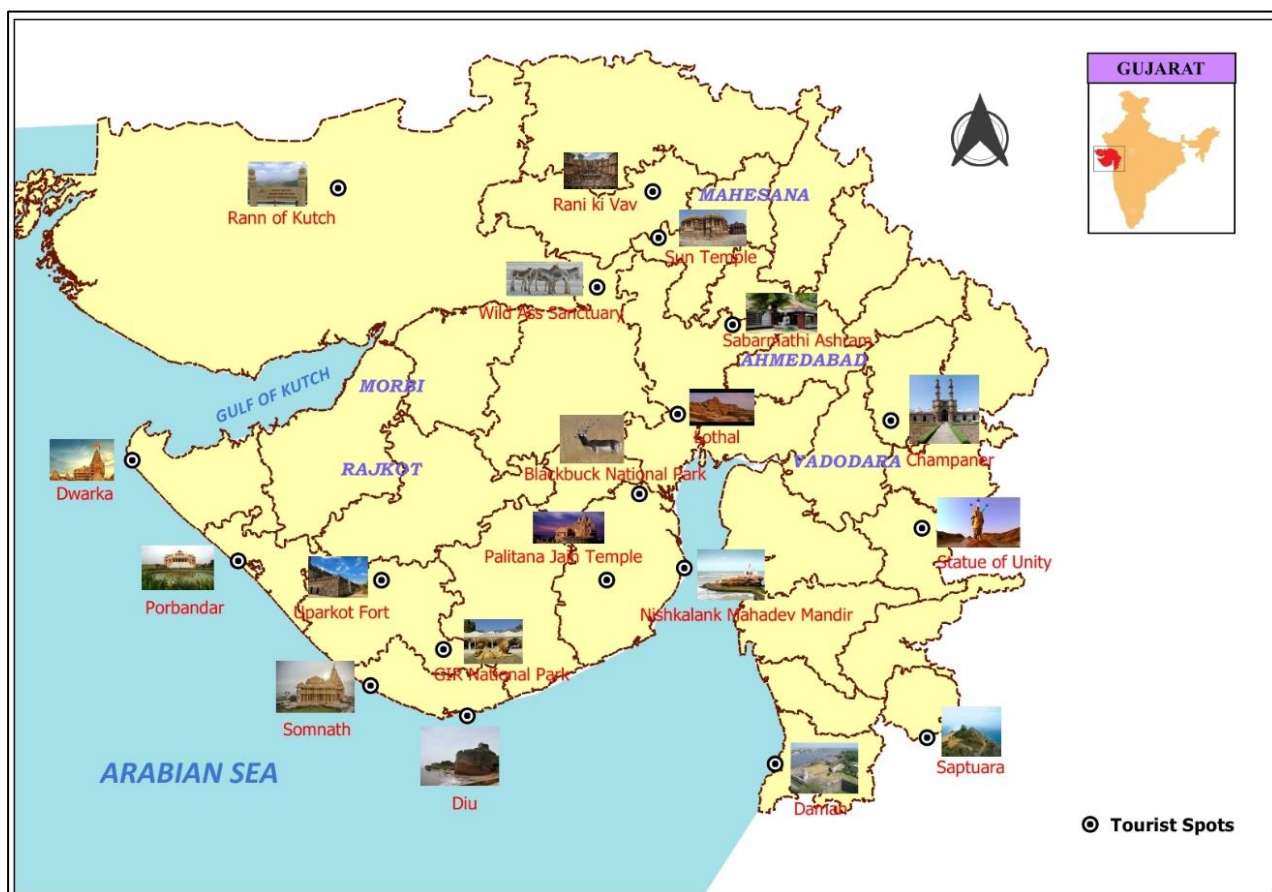 GUJARAT
Rani ki Vav
MAHESANA
Rann of Kutch
Sun Temple
Wild Ass Sanctuary
Sabarmathi Ashram
AHMEDABAD
GULF OF KUTCH
MORBI
Lothal
RAJKOT
Blackbuck National Park
VADODARA
Champaner
Dwarka
Palitana Jain Temple
Statue of Unity
Porbandar
Uparkot Fort
Nishkalank Mahadev Mandir
GIR National Park
Somnath
ARABIAN SEA
Saptuara
Diu
Daman
Tourist Spots